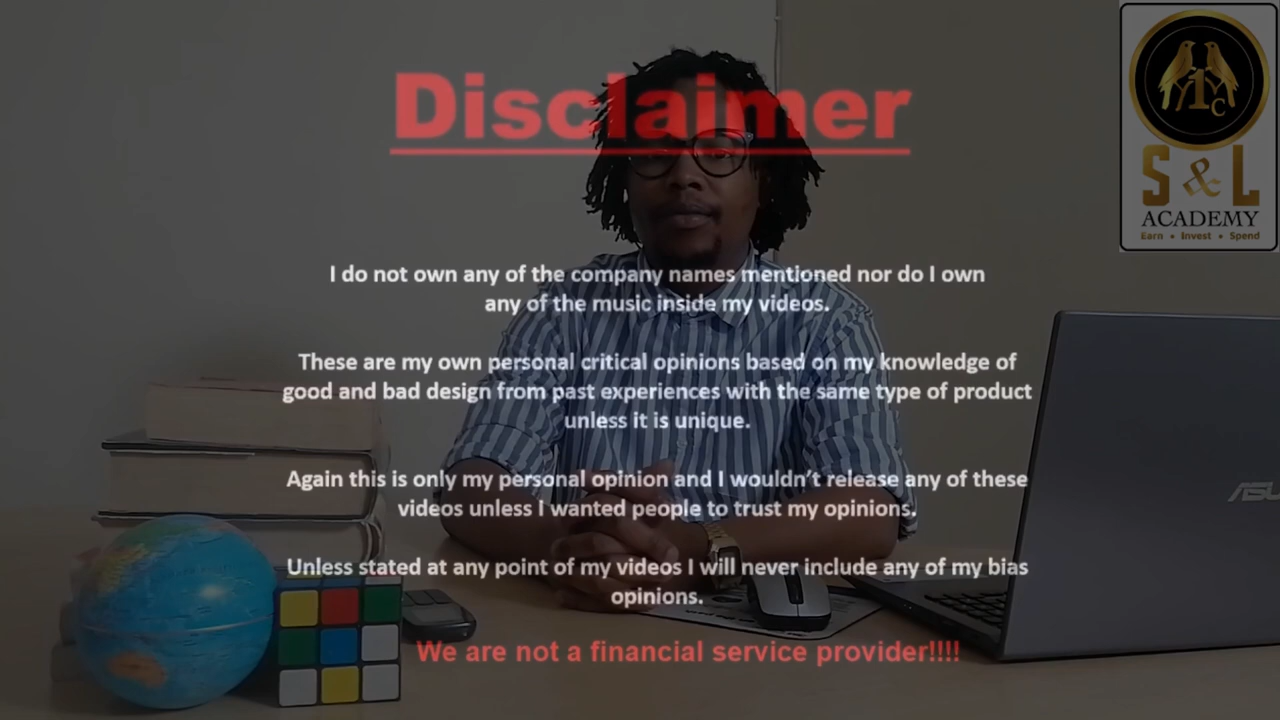 Disclaimer
1
C
S & L
ACADEMY
Earn • Invest • Spend
I do not own any of the company names mentioned nor do I own
any of the music inside my videos.
These are my own personal critical opinions based on my knowledge of
good and bad design from past experiences with the same type of product
unless it is unique.
Again this is only my personal opinion and I wouldn't release any of these
videos unless I wanted people to trust my opinions.
Unless stated at any point of my videos I will never include any of my bias
opinions.
We are not a financial service provider!!!!